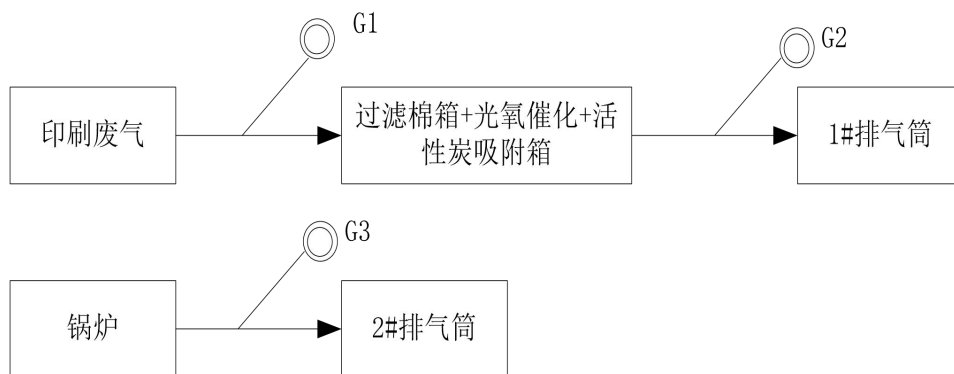 G1
G2
印刷废气
过滤棉箱+光氧催化+活
性炭吸附箱
1#排气筒
G3
锅炉
2#排气筒